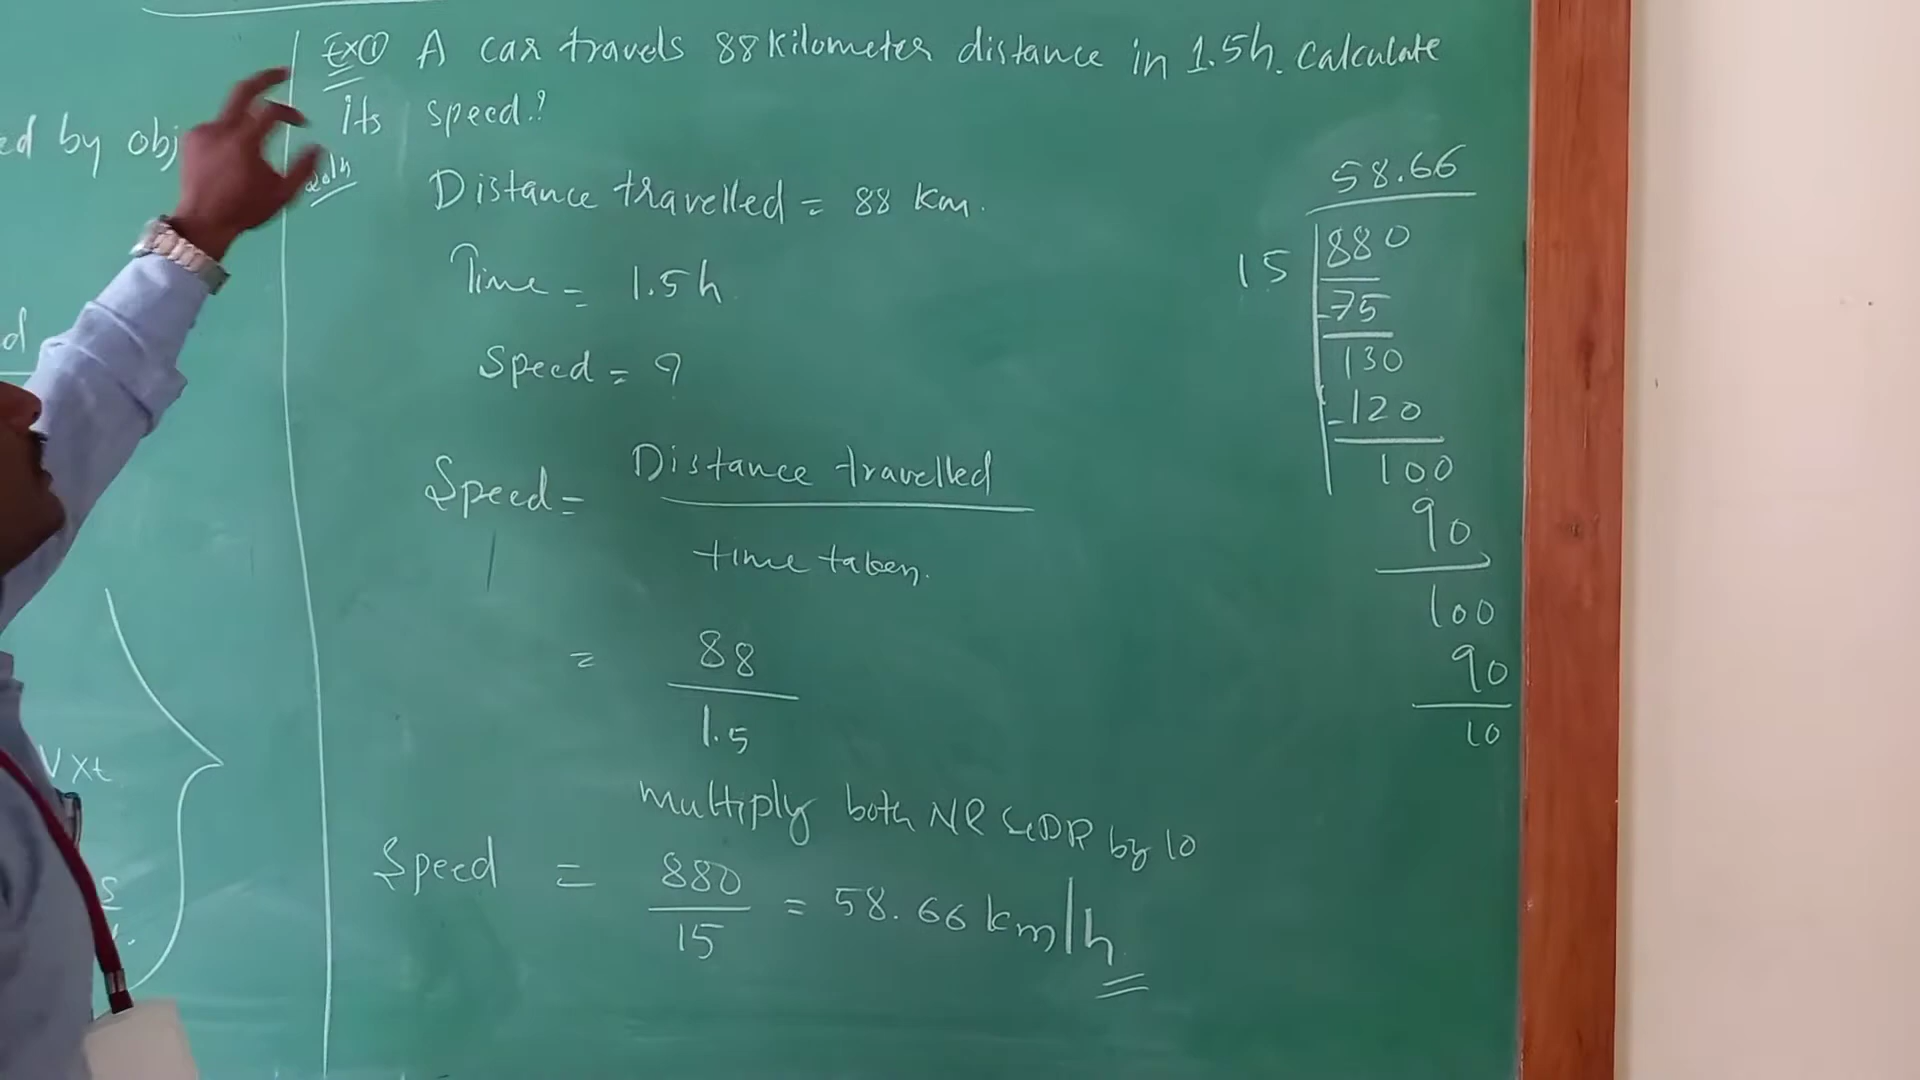 ed by obj
d
V x t
s
Ex① A car travels 88 Kilometer distance in 1.5h. Calculate
its speed.?
Soln
Distance travelled = 88 km.
Time = 1.5h
Speed = ?
Speed = Distance travelled
time taken.
= 88
1.5
multiply both NR & DR by 10
Speed = 880
15
= 58.66 km/h
58.66
15 880
-75
130
-120
100
90
100
90
10